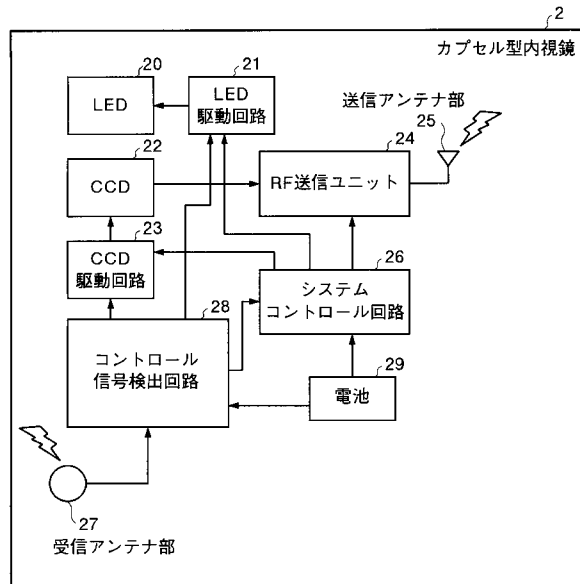 2
カプセル型内視鏡
20
LED
21
LED
駆動回路
送信アンテナ部
25
22
CCD
24
RF送信ユニット
23
CCD
駆動回路
26
システム
コントロール回路
28
コントロール
信号検出回路
29
電池
27
受信アンテナ部